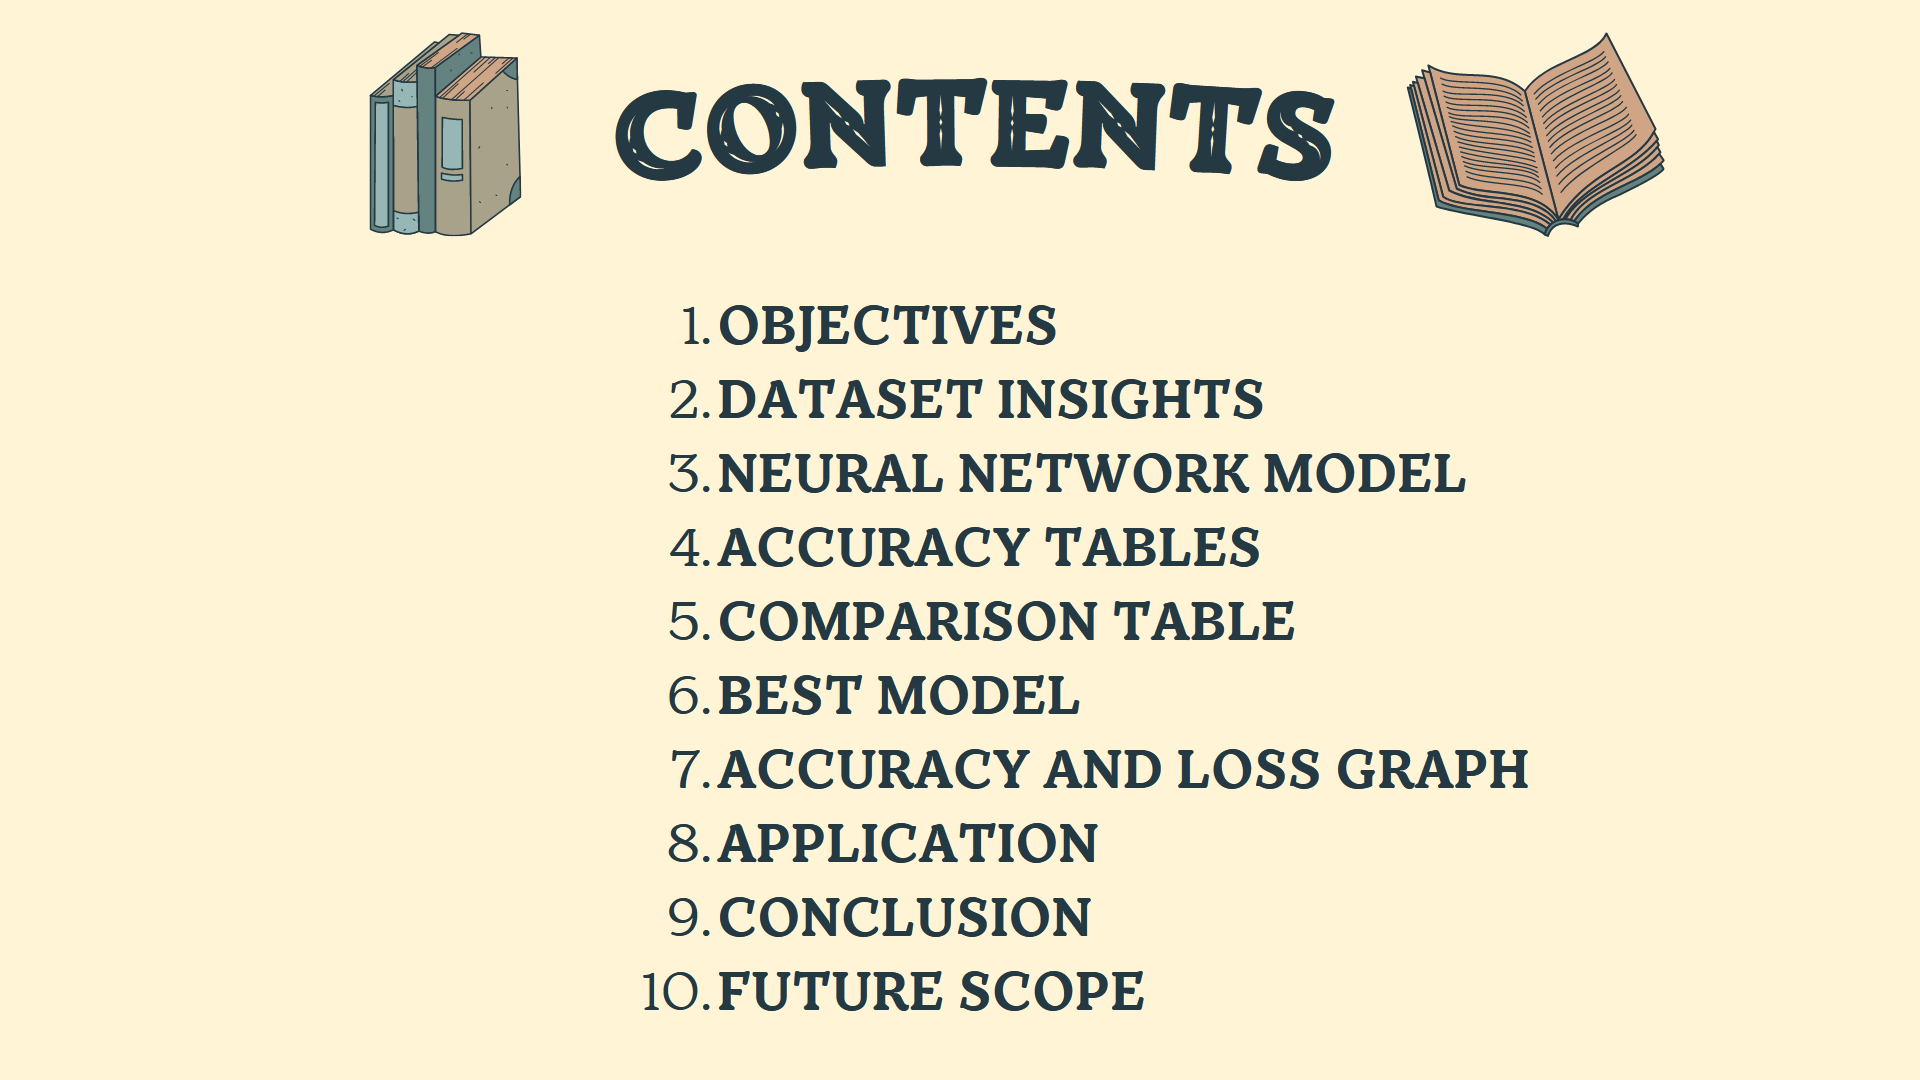 CONTENTS
1. OBJECTIVES
2. DATASET INSIGHTS
3. NEURAL NETWORK MODEL
4. ACCURACY TABLES
5. COMPARISON TABLE
6. BEST MODEL
7. ACCURACY AND LOSS GRAPH
8. APPLICATION
9. CONCLUSION
10. FUTURE SCOPE